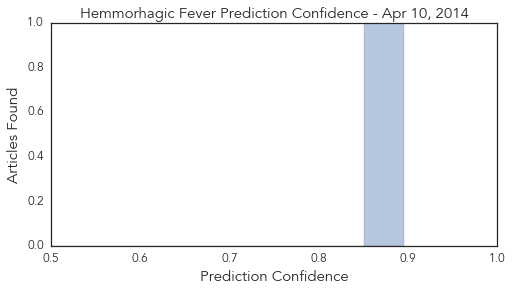 Hemmorhagic Fever Prediction Confidence - Apr 10, 2014
1.0
0.8
0.6
0.4
0.2
0.0
Articles Found
0.5 0.6 0.7 0.8 0.9 1.0
Prediction Confidence